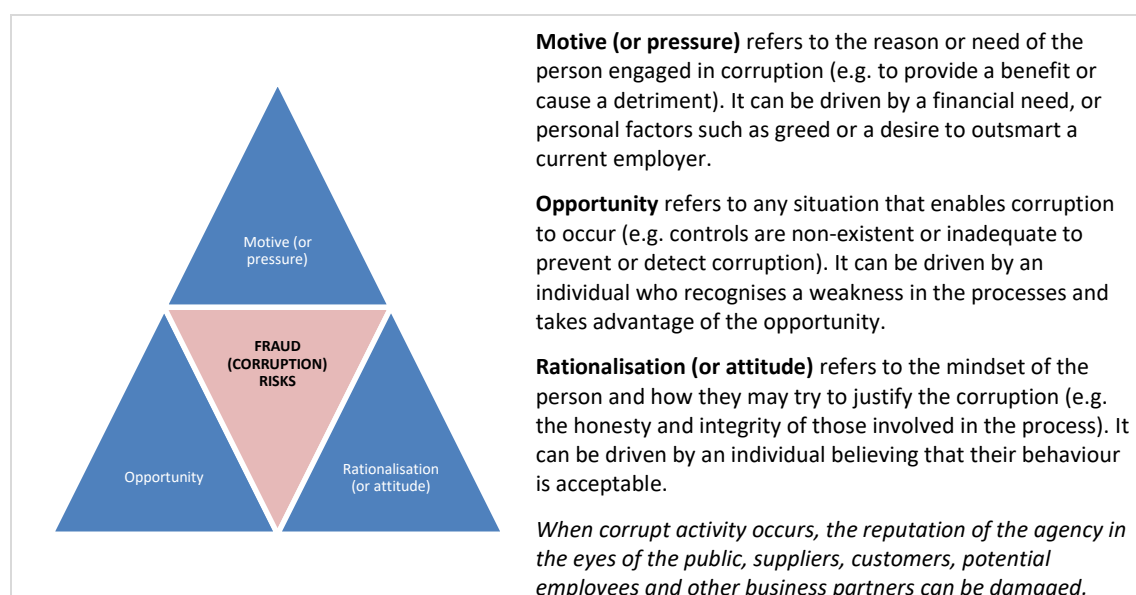 Motive (or
pressure)
FRAUD
(CORRUPTION)
RISKS
Opportunity
Rationalisation
(or attitude)
Motive (or pressure) refers to the reason or need of the
person engaged in corruption (e.g. to provide a benefit or
cause a detriment). It can be driven by a financial need, or
personal factors such as greed or a desire to outsmart a
current employer.
Opportunity refers to any situation that enables corruption
to occur (e.g. controls are non-existent or inadequate to
prevent or detect corruption). It can be driven by an
individual who recognises a weakness in the processes and
takes advantage of the opportunity.
Rationalisation (or attitude) refers to the mindset of the
person and how they may try to justify the corruption (e.g.
the honesty and integrity of those involved in the process). It
can be driven by an individual believing that their behaviour
is acceptable.
When corrupt activity occurs, the reputation of the agency in
the eyes of the public, suppliers, customers, potential
employees and other business partners can be damaged.